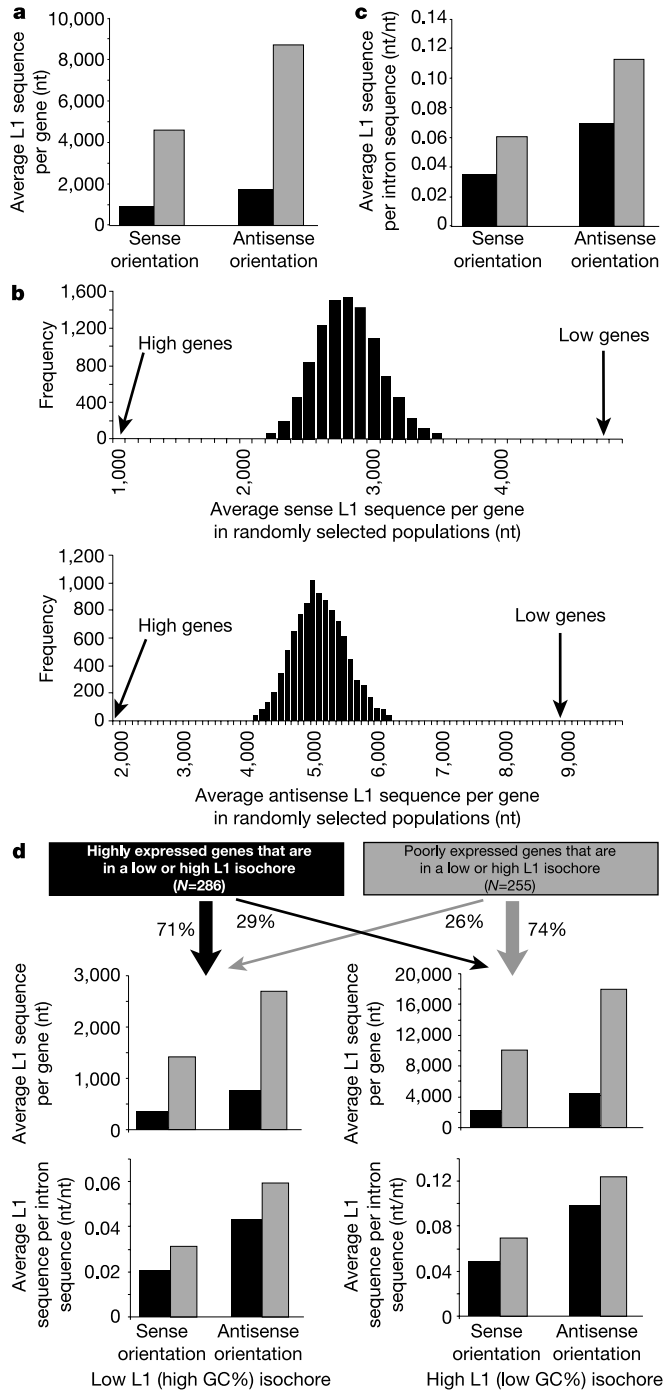 a
Average L1 sequence
per gene (nt)
10,000
8,000
6,000
4,000
2,000
0
Sense
orientation
Antisense
orientation
c
Average L1 sequence
per intron sequence (nt/nt)
0.14
0.12
0.10
0.08
0.06
0.04
0.02
0
Sense
orientation
Antisense
orientation
b
Frequency
1,600
1,200
800
400
0
High genes
Low genes
1,000
2,000
3,000
4,000
Average sense L1 sequence per gene
in randomly selected populations (nt)
Frequency
1,200
1,000
800
600
400
200
0
High genes
Low genes
2,000
3,000
4,000
5,000
6,000
7,000
8,000
9,000
Average antisense L1 sequence per gene
in randomly selected populations (nt)
d
Highly expressed genes that are
in a low or high L1 isochore
(N=286)
Poorly expressed genes that are
in a low or high L1 isochore
(N=255)
71%
29%
26%
74%
Average L1 sequence
per gene (nt)
3,000
2,000
1,000
0
Average L1 sequence
per gene (nt)
20,000
16,000
12,000
8,000
4,000
0
Average L1
sequence per intron
sequence (nt/nt)
0.06
0.04
0.02
0
Sense
orientation
Antisense
orientation
Low L1 (high GC%) isochore
Average L1
sequence per intron
sequence (nt/nt)
0.12
0.08
0.04
0
Sense
orientation
Antisense
orientation
High L1 (low GC%) isochore